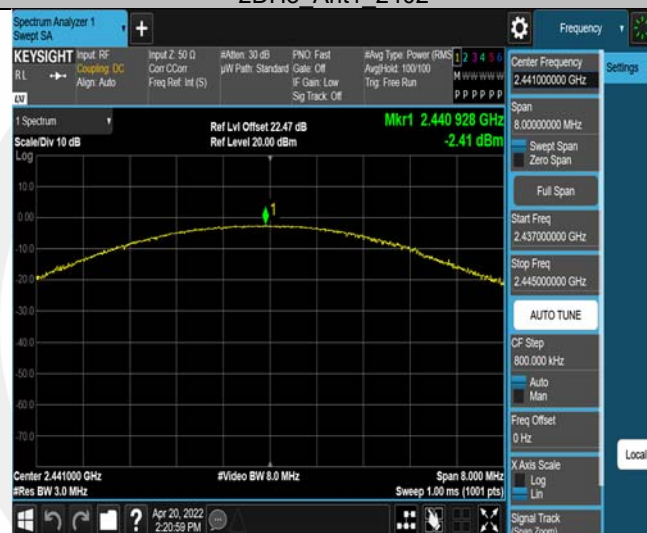 Spectrum Analyzer 1
Swept SA
+
Frequency
KEYSIGHT
RL
LXI
Input: RF
Coupling: DC
Align: Auto
Input Z: 50 Ω
Corr CCorr
Freq Ref: Int (S)
#Atten: 30 dB
µW Path: Standard
PNO: Fast
Gate: Off
IF Gain: Low
Sig Track: Off
#Avg Type: Power (RMS
Avg|Hold: 100/100
Trig: Free Run
1 2 3 4 5 6
M W W W W W
P P P P P P
1 Spectrum
Scale/Div 10 dB
Log
Ref Lvl Offset 22.47 dB
Ref Level 20.00 dBm
Mkr1 2.440 928 GHz
-2.41 dBm
1
10.0
0.00
-10.0
-20.0
-30.0
-40.0
-50.0
-60.0
-70.0
Center 2.441000 GHz
#Res BW 3.0 MHz
#Video BW 8.0 MHz
Span 8.000 MHz
Sweep 1.00 ms (1001 pts)
Apr 20, 2022
2:20:59 PM
Center Frequency
2.441000000 GHz
Settings
Span
8.00000000 MHz
Swept Span
Zero Span
Full Span
Start Freq
2.437000000 GHz
Stop Freq
2.445000000 GHz
AUTO TUNE
CF Step
800.000 kHz
Auto
Man
Freq Offset
0 Hz
X Axis Scale
Log
Lin
Local
Signal Track
(Span Zoom)